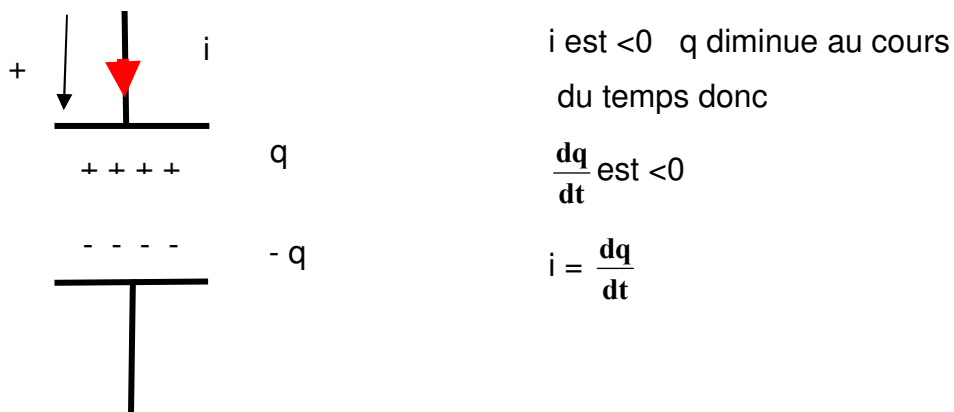 +
i
+ + + +
q
- - - -
- q
i est <0 q diminue au cours
du temps donc
dq/dt est <0
i = dq/dt